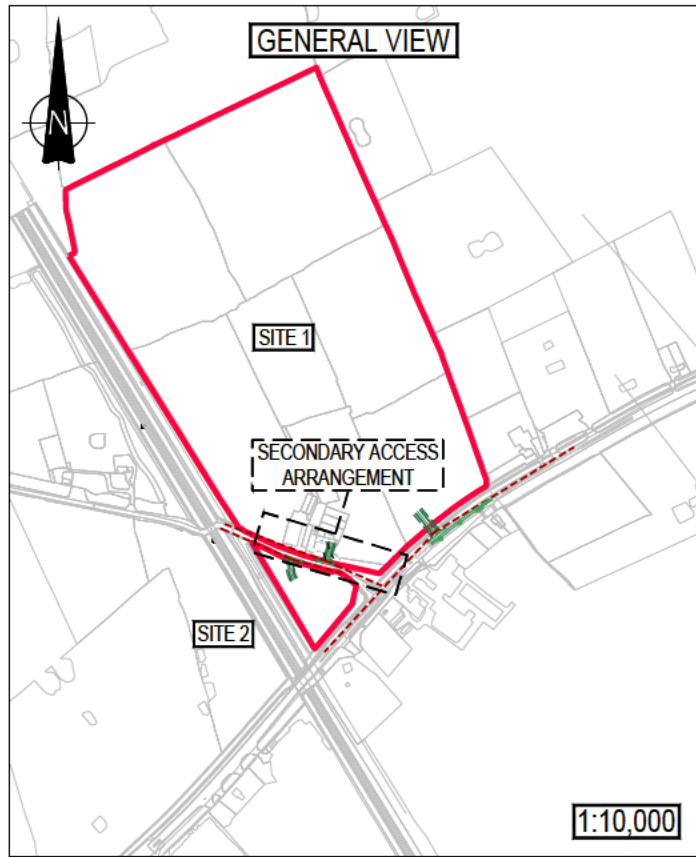 GENERAL VIEW
N
SITE 1
SECONDARY ACCESS
ARRANGEMENT
SITE 2
1:10,000